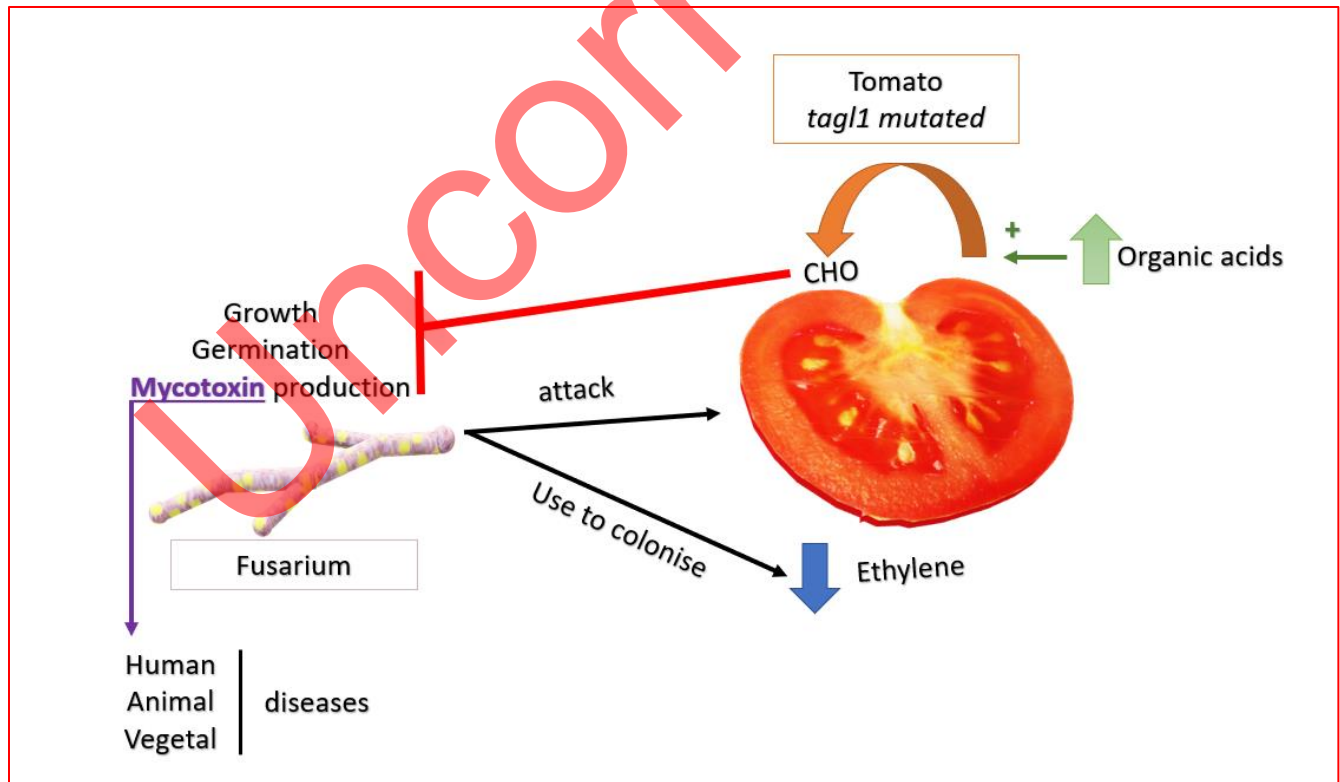 Tomato
tagl1 mutated
CHO
+
Organic acids
Growth
Germination
Mycotoxin production
attack
Use to colonise
Ethylene
Fusarium
Human
Animal
Vegetal
diseases
Uncorr